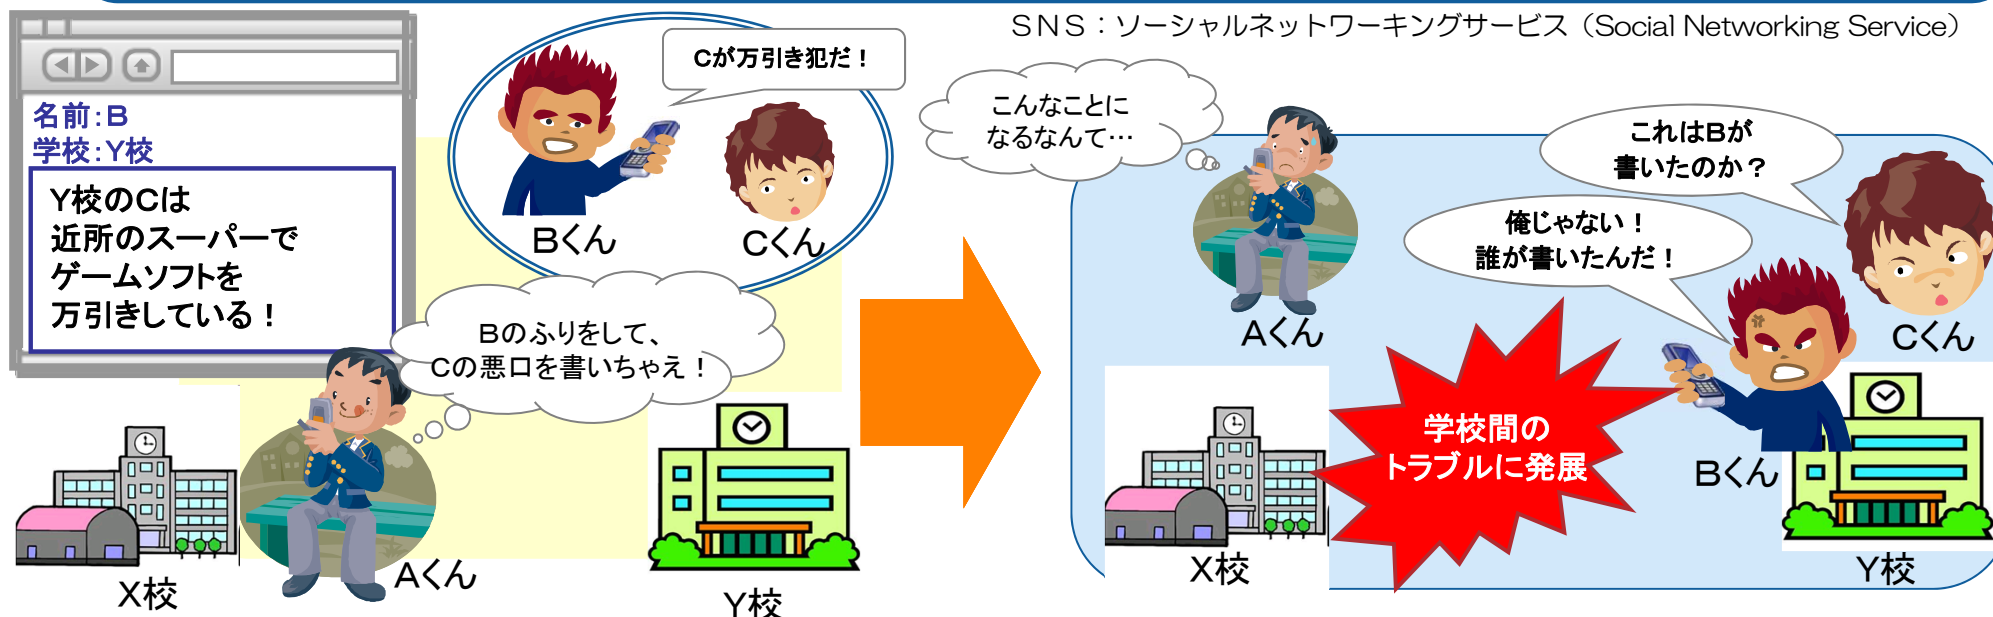 ＳＮＳ：ソーシャルネットワーキングサービス（Social Networking Service）
名前：Ｂ
学校：Ｙ校
Ｙ校のＣは
近所のスーパーで
ゲームソフトを
万引きしている！
Ｃが万引き犯だ！
Ｂくん
Ｃくん
Ｂのふりをして、
Ｃの悪口を書いちゃえ！
Ｘ校
Ａくん
Ｙ校
こんなことに
なるなんて…
Ａくん
これはＢが
書いたのか？
俺じゃない！
誰が書いたんだ！
Ｃくん
学校間の
トラブルに発展
Ｂくん
Ｘ校
Ｙ校